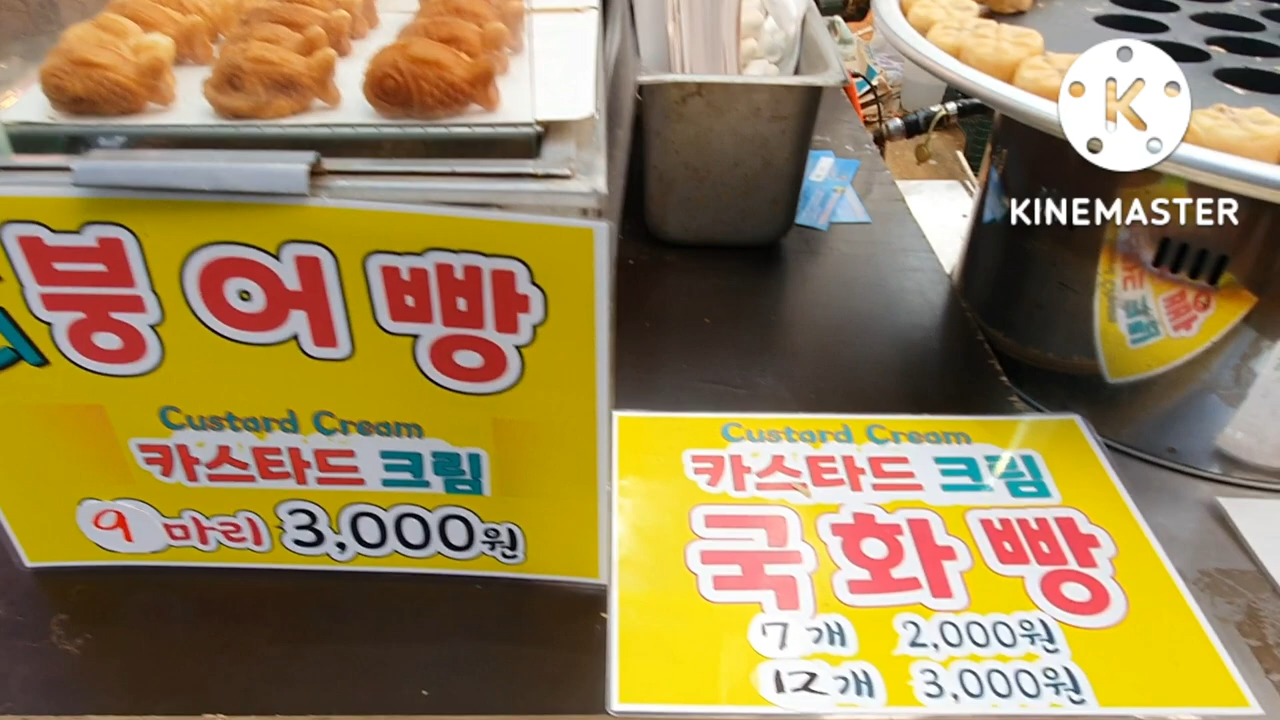 붕어빵
Custard Cream
카스타드 크림
9마리 3,000원
Custard Cream
카스타드 크림
국화빵
7개 2,000원
12개 3,000원
K
KINEMASTER